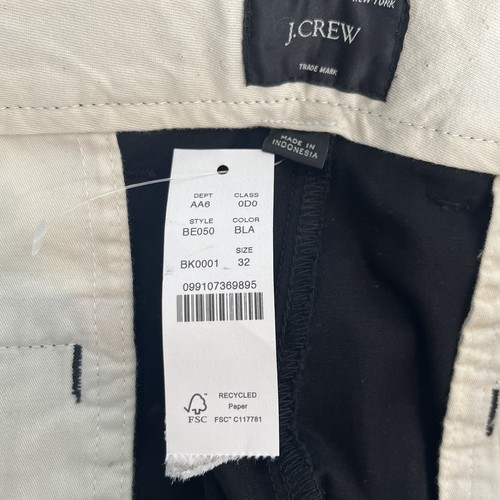 NEW YORK
J.CREW
TRADE MARK
MADE IN
INDONESIA
DEPT CLASS
AA6 0D0
STYLE COLOR
BE050 BLA
SIZE
BK0001 32
099107369895
RECYCLED
Paper
FSC FSC™ C117781